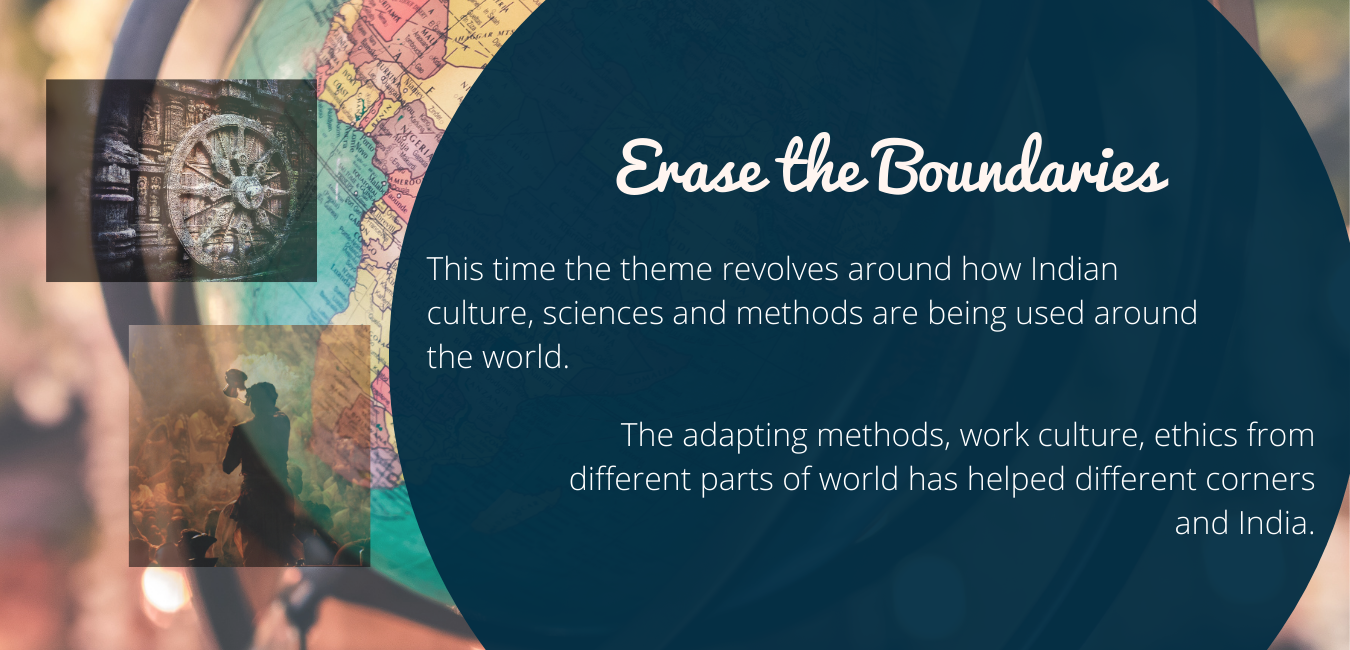 Erase the Boundaries
This time the theme revolves around how Indian
culture, sciences and methods are being used around
the world.
The adapting methods, work culture, ethics from
different parts of world has helped different corners
and India.
MALI
NIGERIA